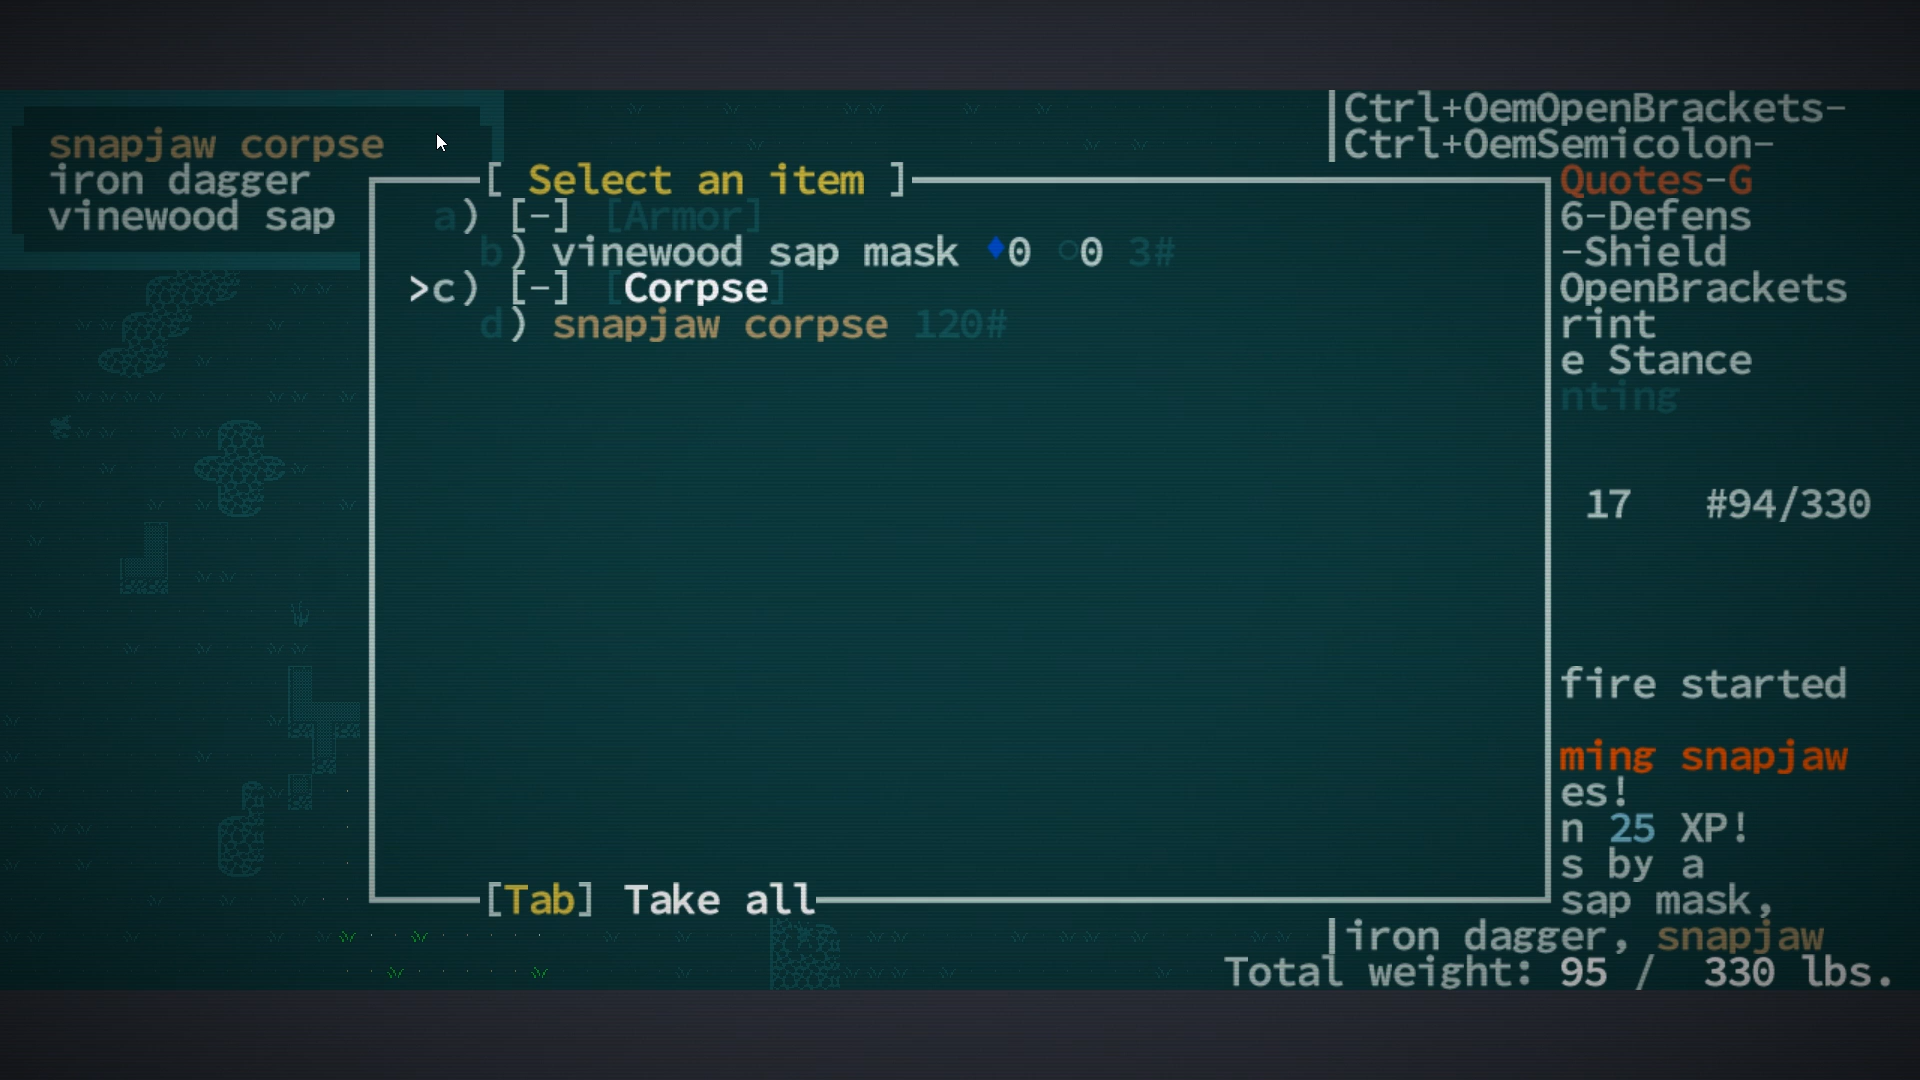 |Ctrl+OemOpenBrackets-
|Ctrl+OemSemicolon-
snapjaw corpse
iron dagger
vinewood sap
[ Select an item ]
a) [-] [Armor]
b) vinewood sap mask ♦0 ○0 3#
>c) [-] [Corpse]
d) snapjaw corpse 120#
[Tab] Take all
Quotes-G
6-Defens
-Shield
OpenBrackets
rint
e Stance
nting
17 #94/330
fire started
ming snapjaw
es!
n 25 XP!
s by a
sap mask,
|iron dagger, snapjaw
Total weight: 95 / 330 lbs.